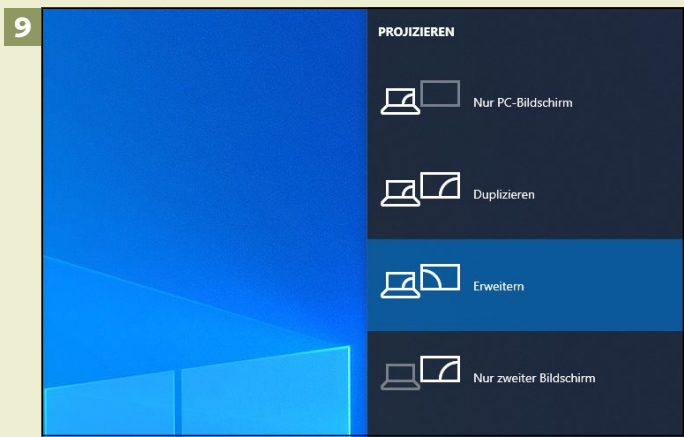 9
PROJIZIEREN
Nur PC-Bildschirm
Duplizieren
Erweitern
Nur zweiter Bildschirm